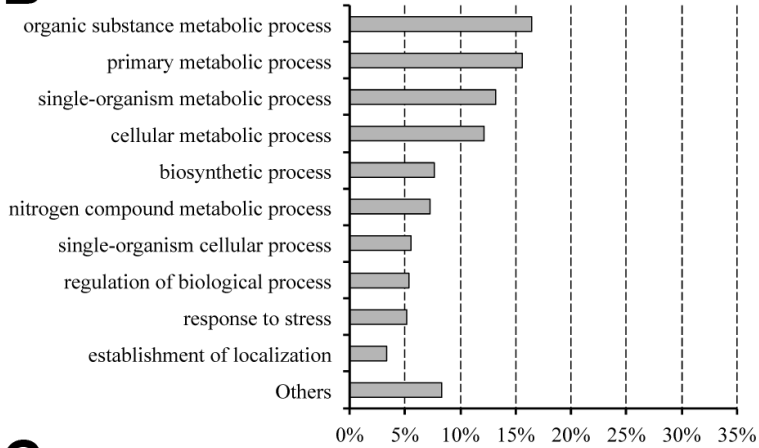 organic substance metabolic process
primary metabolic process
single-organism metabolic process
cellular metabolic process
biosynthetic process
nitrogen compound metabolic process
single-organism cellular process
regulation of biological process
response to stress
establishment of localization
Others
0% 5% 10% 15% 20% 25% 30% 35%